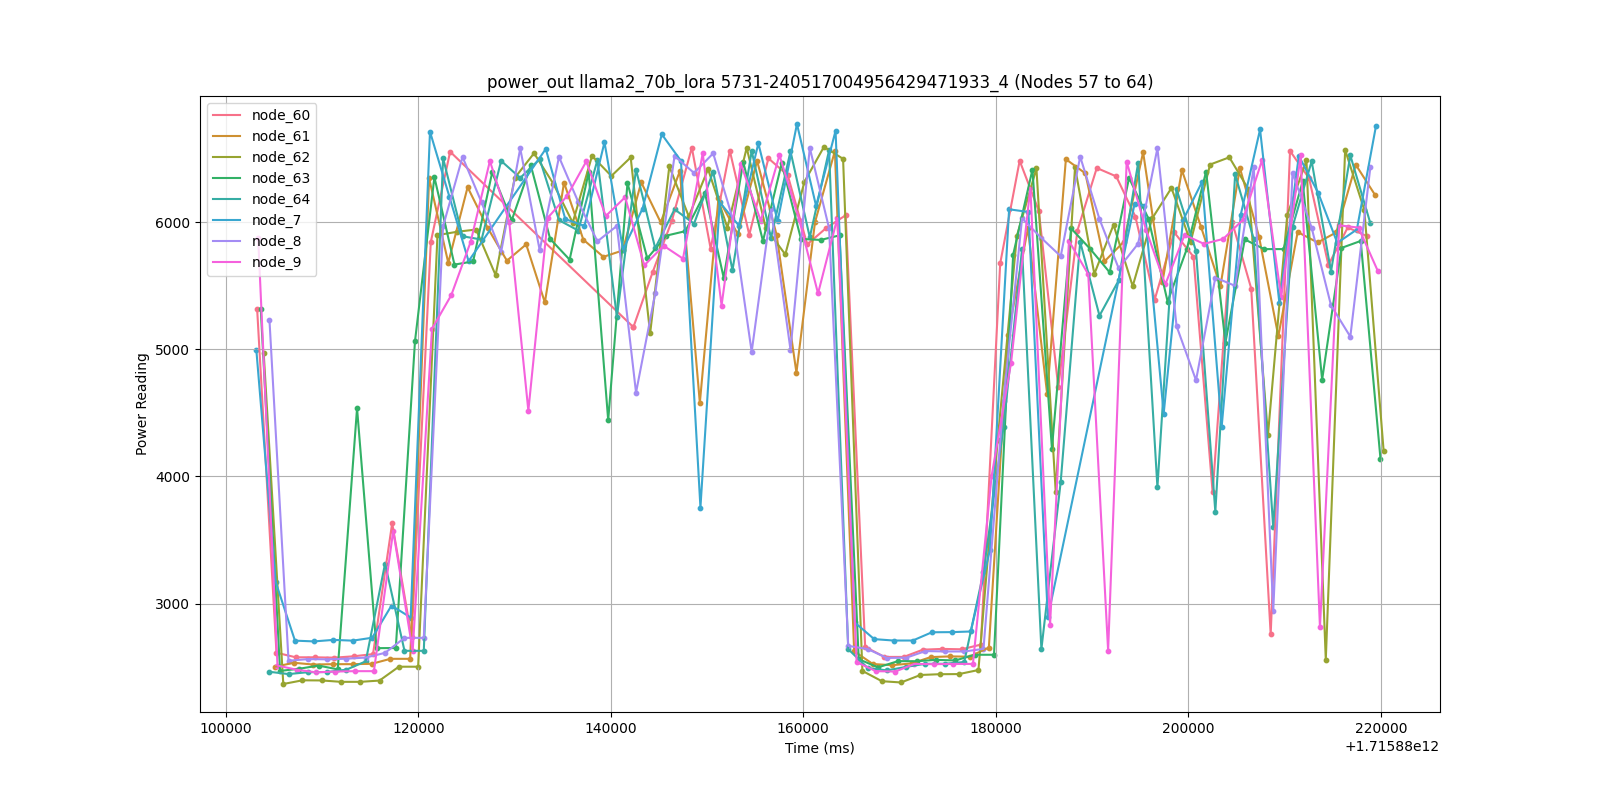 power_out llama2_70b_lora 5731-240517004956429471933_4 (Nodes 57 to 64)
node_60
node_61
node_62
node_63
node_64
node_7
node_8
node_9
6000
5000
4000
3000
Power Reading
100000 120000 140000 160000 180000 200000 220000
Time (ms)
+1.71588e12